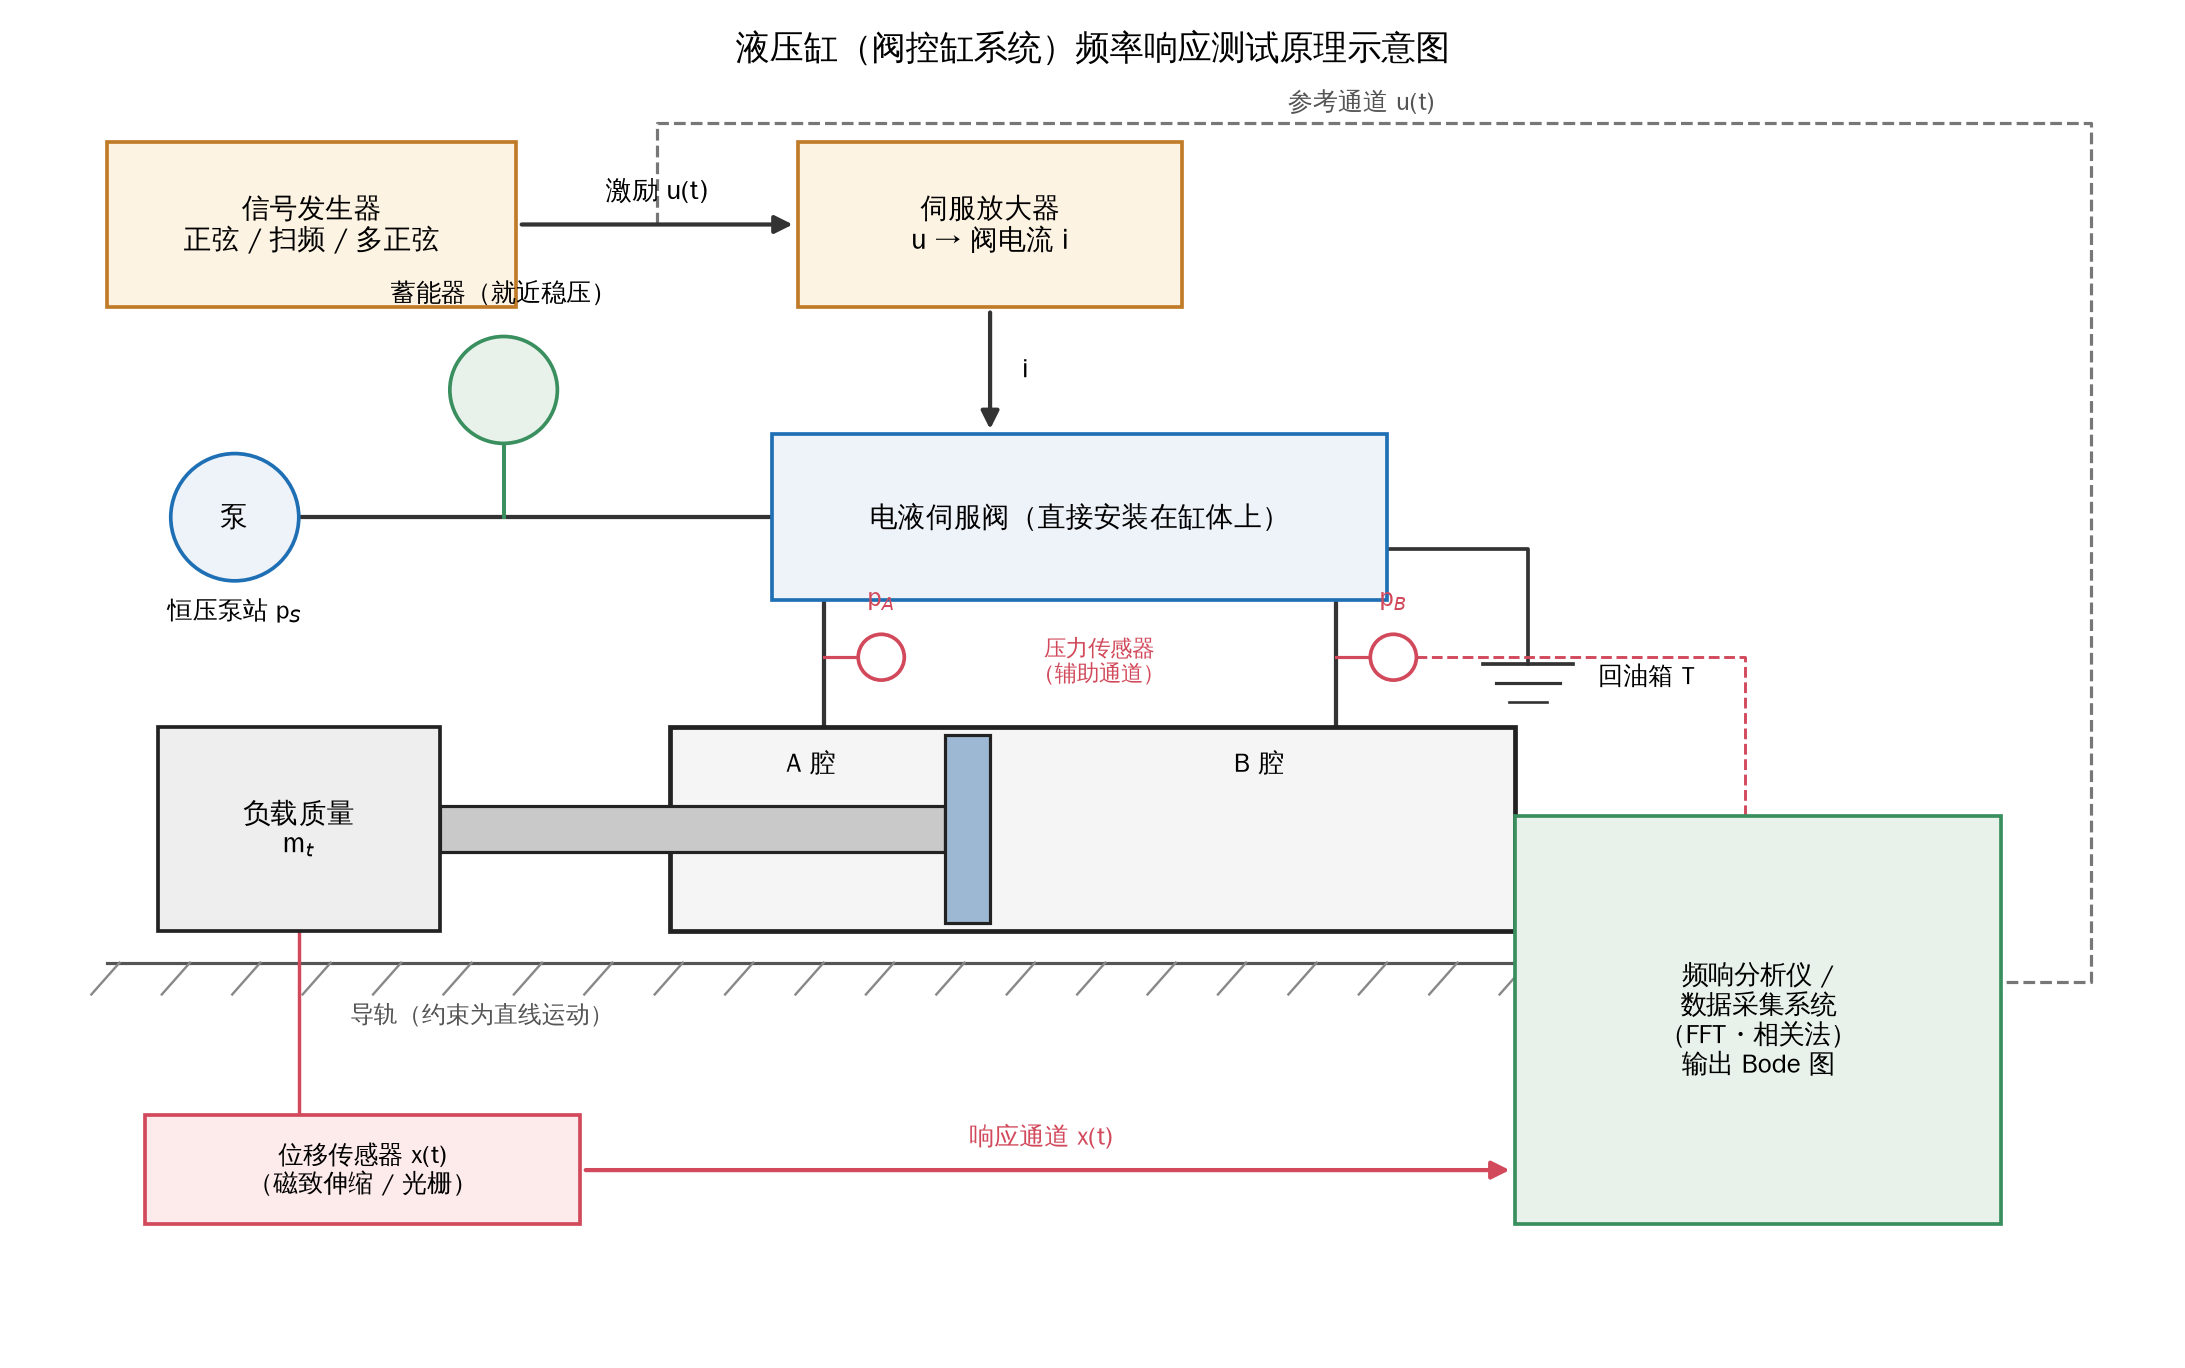 液压缸（阀控缸系统）频率响应测试原理示意图
参考通道 u(t)
信号发生器
正弦 / 扫频 / 多正弦
激励 u(t)
伺服放大器
u → 阀电流 i
蓄能器（就近稳压）
i
泵
电液伺服阀（直接安装在缸体上）
恒压泵站 pS
pA
pB
压力传感器
（辅助通道）
回油箱 T
A 腔
B 腔
负载质量
mt
频响分析仪 /
数据采集系统
（FFT · 相关法）
输出 Bode 图
导轨（约束为直线运动）
响应通道 x(t)
位移传感器 x(t)
（磁致伸缩 / 光栅）